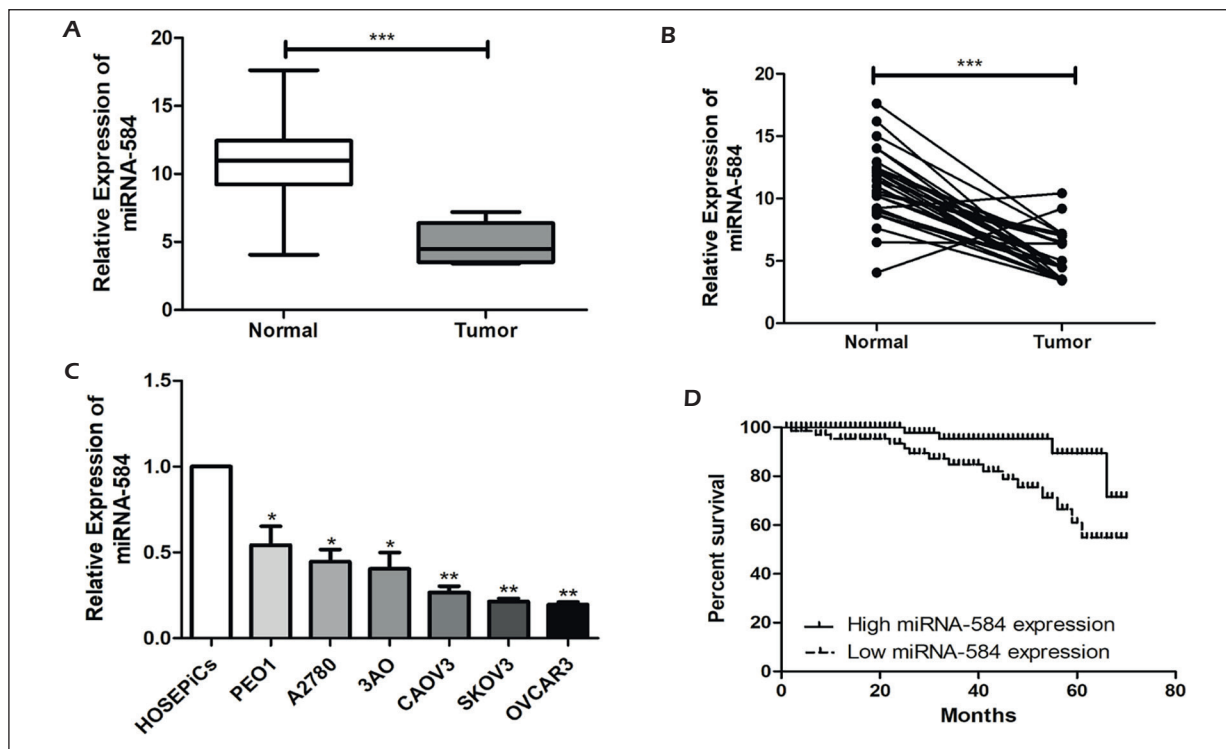 A
Relative Expression of
miRNA-584
20
15
10
5
0
***
Normal
Tumor
B
Relative Expression of
miRNA-584
20
15
10
5
0
***
Normal
Tumor
C
Relative Expression of
miRNA-584
1.5
1.0
0.5
0.0
*
*
*
**
**
**
HOSEPiCs
PEO1
A2780
3AO
CAOV3
SKOV3
OVCAR3
D
Percent survival
100
80
60
40
20
0
High miRNA-584 expression
Low miRNA-584 expression
0
20
40
60
80
Months